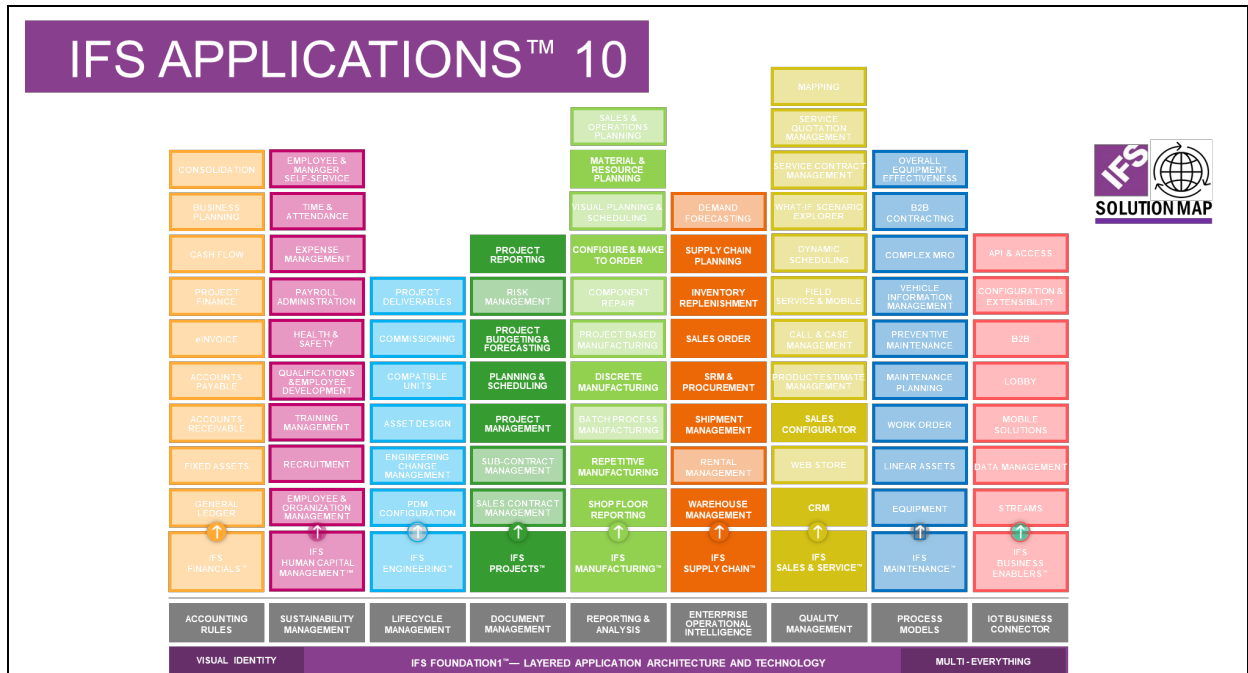 IFS APPLICATIONS™ 10
IFS
SOLUTION MAP
CONSOLIDATION
BUSINESS
PLANNING
CASH FLOW
PROJECT
FINANCE
eINVOICE
ACCOUNTS
PAYABLE
ACCOUNTS
RECEIVABLE
FIXED ASSETS
GENERAL
LEDGER
IFS
FINANCIALS™
EMPLOYEE &
MANAGER
SELF-SERVICE
TIME &
ATTENDANCE
EXPENSE
MANAGEMENT
PAYROLL
ADMINISTRATION
HEALTH &
SAFETY
QUALIFICATIONS
&EMPLOYEE
DEVELOPMENT
TRAINING
MANAGEMENT
RECRUITMENT
EMPLOYEE &
ORGANIZATION
MANAGEMENT
IFS
HUMAN CAPITAL
MANAGEMENT™
PROJECT
DELIVERABLES
COMMISSIONING
COMPATIBLE
UNITS
ASSET DESIGN
ENGINEERING
CHANGE
MANAGEMENT
PDM
CONFIGURATION
IFS
ENGINEERING™
PROJECT
REPORTING
RISK
MANAGEMENT
PROJECT
BUDGETING &
FORECASTING
PLANNING &
SCHEDULING
PROJECT
MANAGEMENT
SUB-CONTRACT
MANAGEMENT
SALES CONTRACT
MANAGEMENT
IFS
PROJECTS™
SALES &
OPERATIONS
PLANNING
MATERIAL &
RESOURCE
PLANNING
VISUAL PLANNING &
SCHEDULING
CONFIGURE & MAKE
TO ORDER
COMPONENT
REPAIR
PROJECT BASED
MANUFACTURING
DISCRETE
MANUFACTURING
BATCH PROCESS
MANUFACTURING
REPETITIVE
MANUFACTURING
SHOP FLOOR
REPORTING
IFS
MANUFACTURING™
DEMAND
FORECASTING
SUPPLY CHAIN
PLANNING
INVENTORY
REPLENISHMENT
SALES ORDER
SRM &
PROCUREMENT
SHIPMENT
MANAGEMENT
RENTAL
MANAGEMENT
WAREHOUSE
MANAGEMENT
IFS
SUPPLY CHAIN™
MAPPING
SERVICE
QUOTATION
MANAGEMENT
SERVICE CONTRACT
MANAGEMENT
WHAT-IF SCENARIO
EXPLORER
DYNAMIC
SCHEDULING
FIELD
SERVICE & MOBILE
CALL & CASE
MANAGEMENT
PRODUCT ESTIMATE
MANAGEMENT
SALES
CONFIGURATOR
WEB STORE
CRM
IFS
SALES & SERVICE™
OVERALL
EQUIPMENT
EFFECTIVENESS
B2B
CONTRACTING
COMPLEX MRO
VEHICLE
INFORMATION
MANAGEMENT
PREVENTIVE
MAINTENANCE
MAINTENANCE
PLANNING
WORK ORDER
LINEAR ASSETS
EQUIPMENT
IFS
MAINTENANCE™
API & ACCESS
CONFIGURATION &
EXTENSIBILITY
B2B
LOBBY
MOBILE
SOLUTIONS
DATA MANAGEMENT
STREAMS
IFS
BUSINESS
ENABLERS™
ACCOUNTING
RULES
SUSTAINABILITY
MANAGEMENT
LIFECYCLE
MANAGEMENT
DOCUMENT
MANAGEMENT
REPORTING &
ANALYSIS
ENTERPRISE
OPERATIONAL
INTELLIGENCE
QUALITY
MANAGEMENT
PROCESS
MODELS
IOT BUSINESS
CONNECTOR
VISUAL IDENTITY
IFS FOUNDATION1™— LAYERED APPLICATION ARCHITECTURE AND TECHNOLOGY
MULTI-EVERYTHING